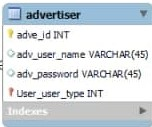 advertiser
adve_id INT
adv_user_name VARCHAR(45)
adv_password VARCHAR(45)
User_user_type INT
Indexes